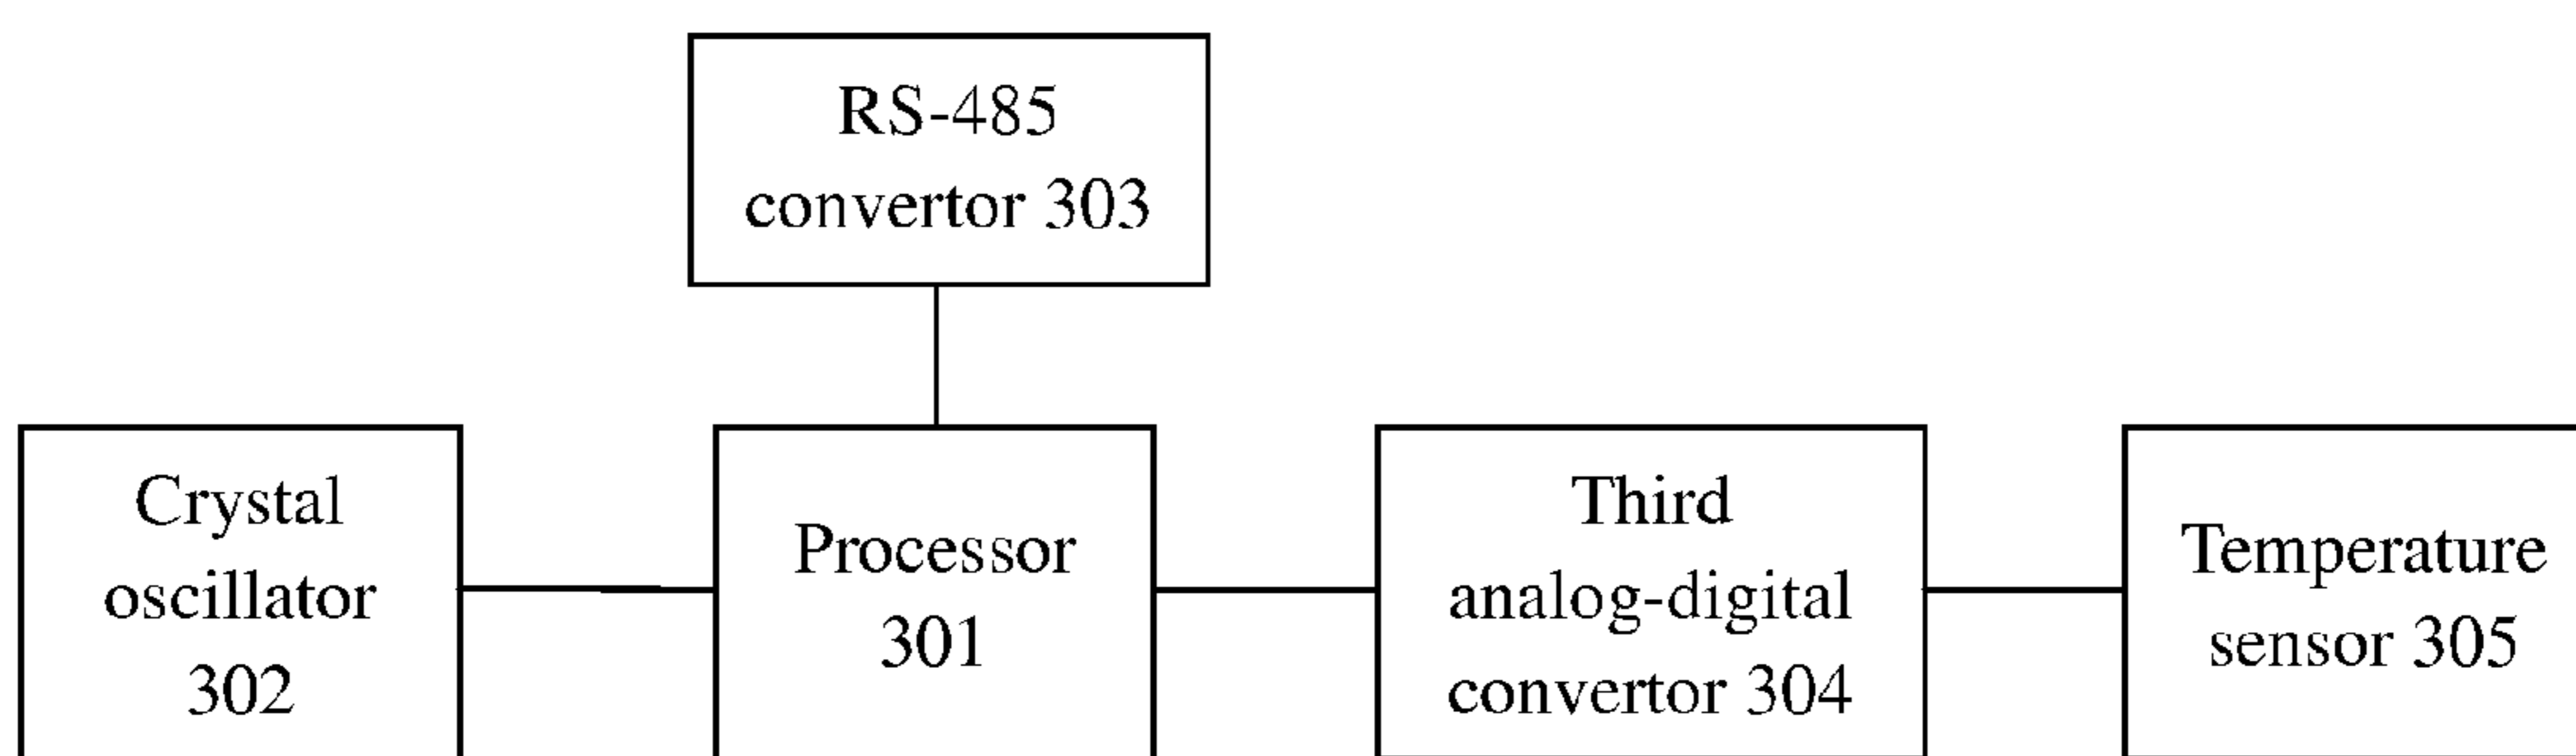 RS-485
convertor 303
Crystal
oscillator
302
Processor
301
Third
analog-digital
convertor 304
Temperature
sensor 305